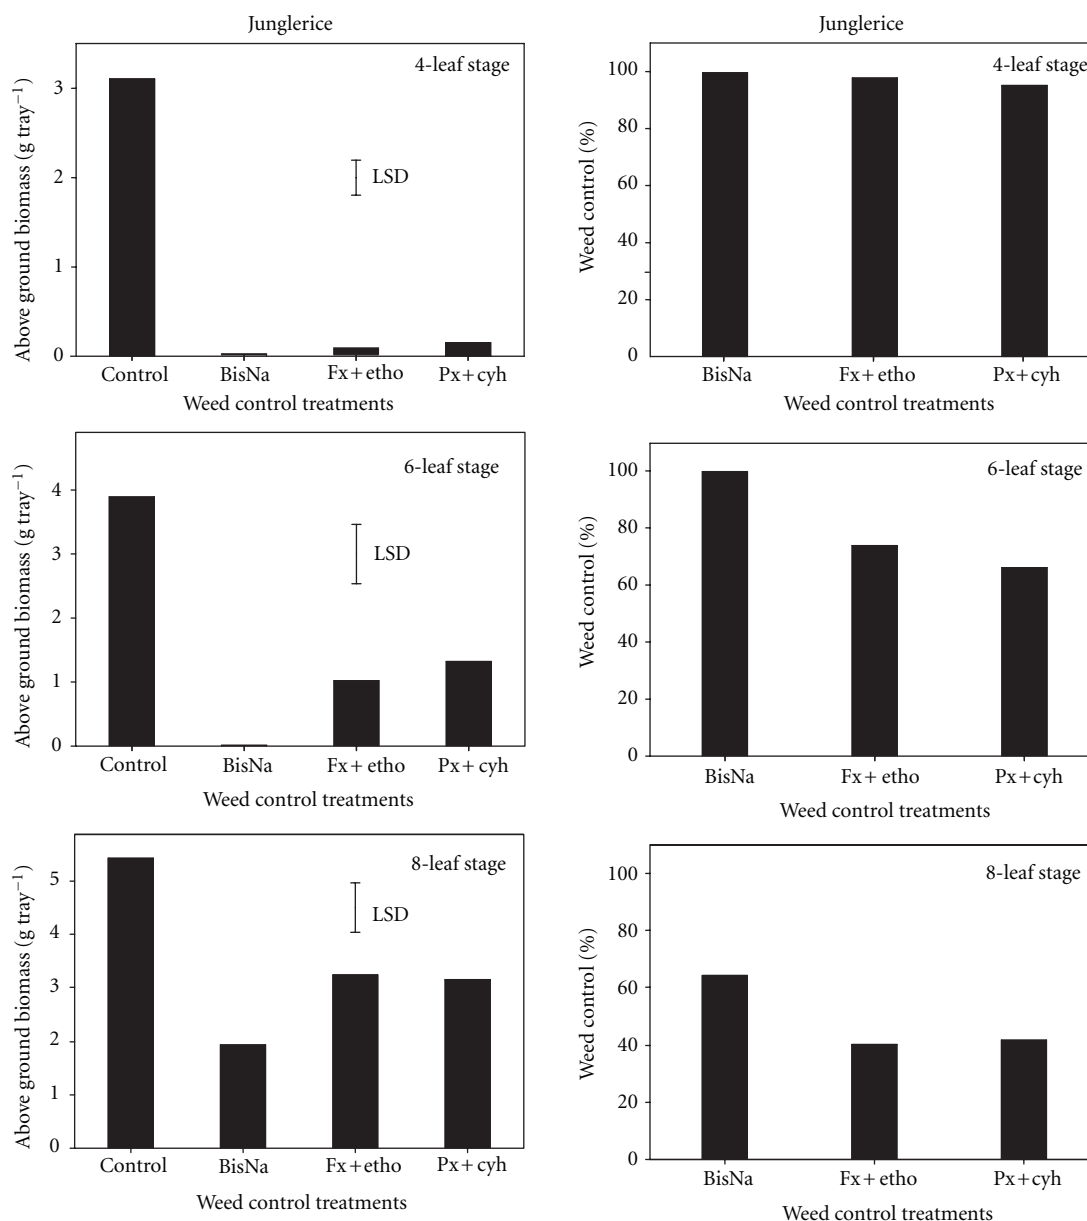 Junglerice
4-leaf stage
Above ground biomass (g tray⁻¹)
3
2
1
0
LSD
Control BisNa Fx+etho Px+cyh
Weed control treatments
Junglerice
4-leaf stage
Weed control (%)
100
80
60
40
20
0
BisNa Fx+etho Px+cyh
Weed control treatments
6-leaf stage
Above ground biomass (g tray⁻¹)
4
3
2
1
0
LSD
Control BisNa Fx+etho Px+cyh
Weed control treatments
6-leaf stage
Weed control (%)
100
80
60
40
20
0
BisNa Fx+etho Px+cyh
Weed control treatments
8-leaf stage
Above ground biomass (g tray⁻¹)
5
4
3
2
1
0
LSD
Control BisNa Fx+etho Px+cyh
Weed control treatments
8-leaf stage
Weed control (%)
100
80
60
40
20
0
BisNa Fx+etho Px+cyh
Weed control treatments